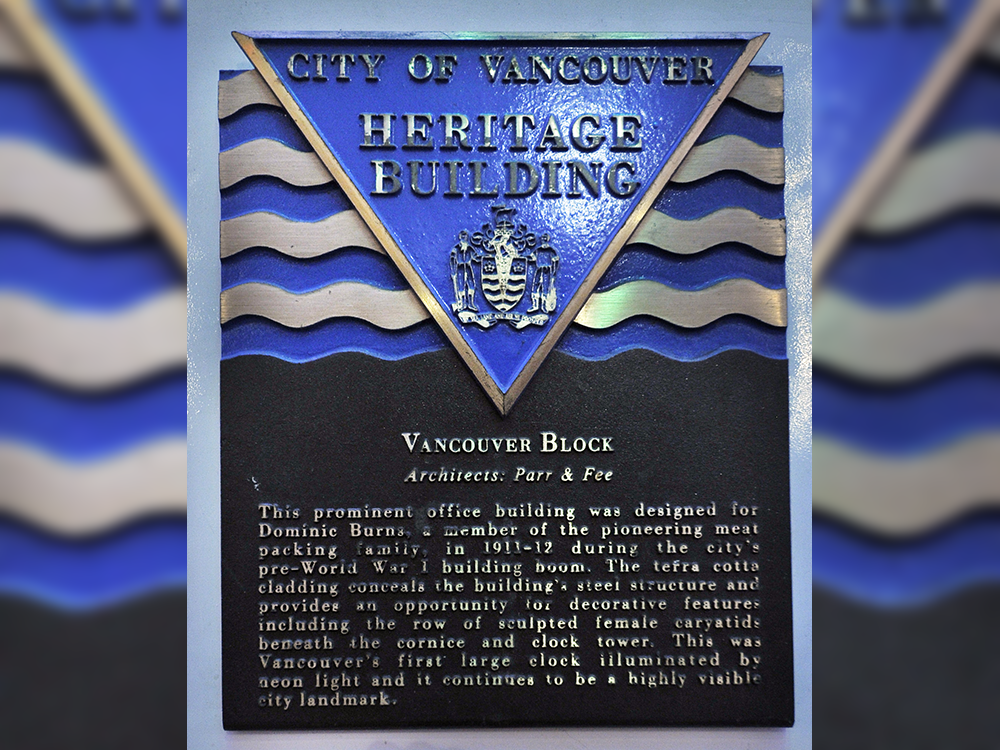 CITY OF VANCOUVER
HERITAGE
BUILDING
VANCOUVER BLOCK
Architects: Parr & Fee
This prominent office building was designed for
Dominic Burns, a member of the pioneering meat
packing family, in 1911-12 during the city's
pre-World War I building boom. The terra cotta
cladding conceals the building's steel structure and
provides an opportunity for decorative features
including the row of sculpted female caryatids
beneath the cornice and clock tower. This was
Vancouver's first large clock illuminated by
neon light and it continues to be a highly visible
city landmark.